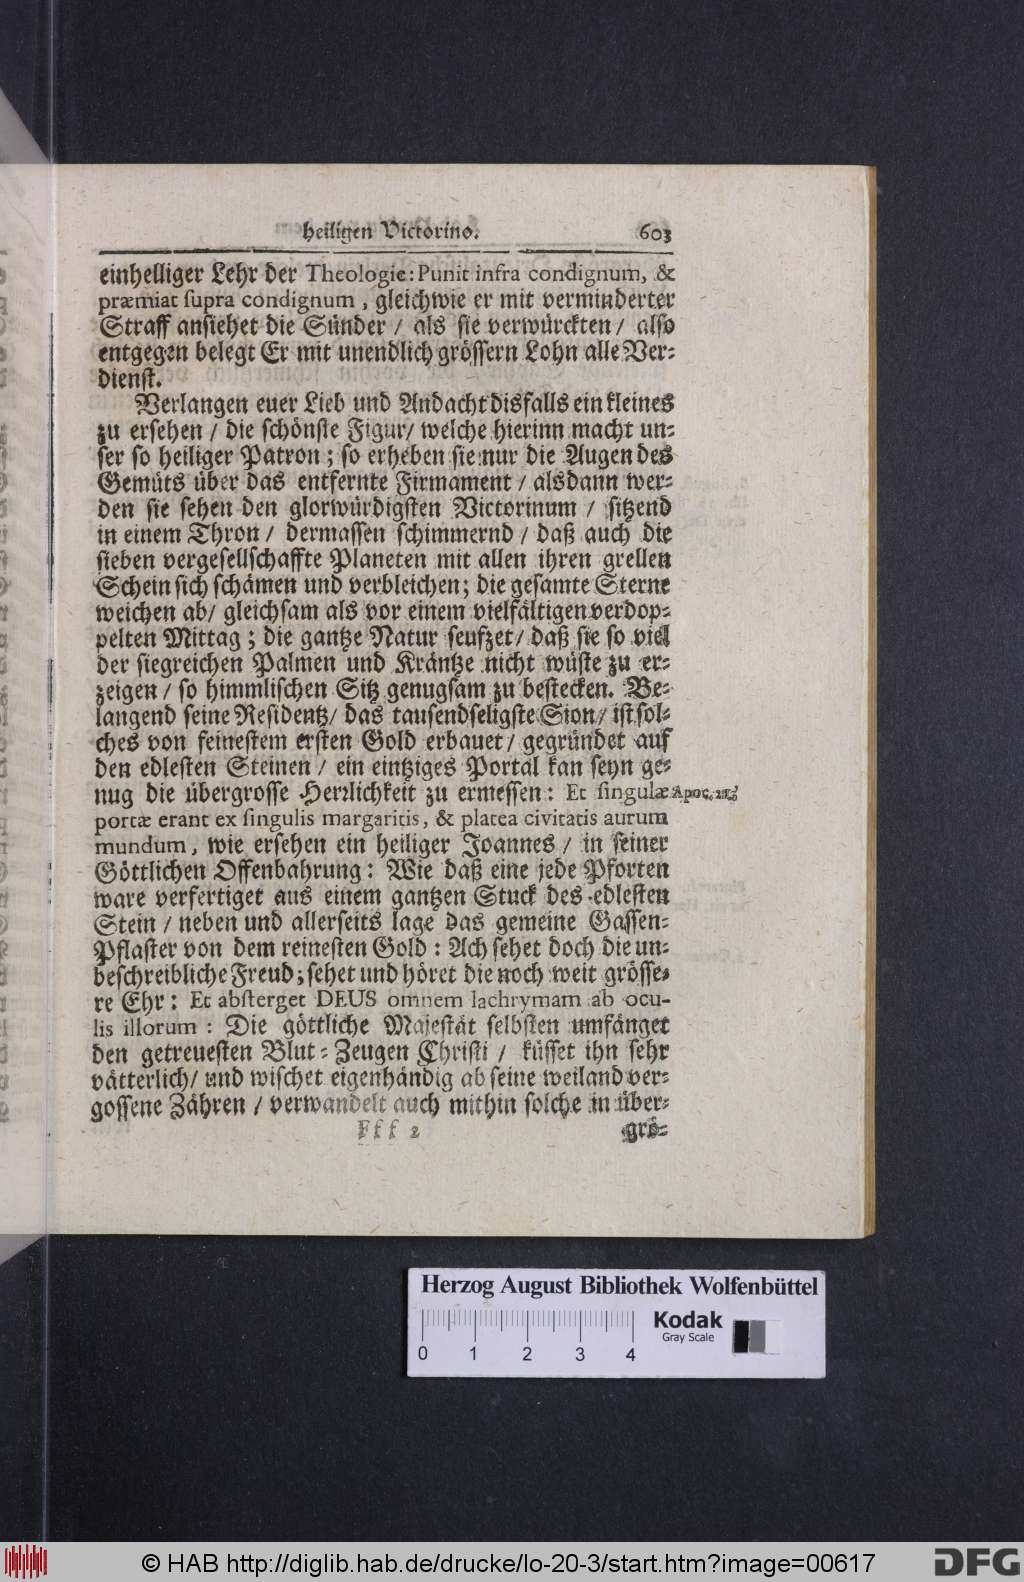 heiligen Victorino. 603
einhelliger Lehr der Theologie: Punit infra condignum, &
præmiat supra condignum, gleichwie er mit verminderter
Straff ansiehet die Sünder / als sie verwürckten / also
entgegen belegt Er mit unendlich grössern Lohn alle Ver-
dienst.
Verlangen euer Lieb und Andacht disfalls ein kleines
zu ersehen / die schönste Figur / welche hierinn macht un-
ser so heiliger Patron; so erheben sie nur die Augen des
Gemüts über das entfernte Firmament / alsdann wer-
den sie sehen den glorwürdigsten Victorinum / sitzend
in einem Thron / dermassen schimmernd / daß auch die
sieben vergesellschaffte Planeten mit allen ihren grellen
Schein sich schämen und verbleichen; die gesamte Sterne
weichen ab / gleichsam als vor einem vielfältigen verdop-
pelten Mittag; die gantze Natur seufzet / daß sie so viel
der siegreichen Palmen und Kräntze nicht wüste zu er-
zeigen / so himmlischen Sitz genugsam zu bestecken. Be-
langend seine Residentz / das tausendseligste Sion / ist sol-
ches von feinestem ersten Gold erbauet / gegründet auf
den edlesten Steinen / ein eintziges Portal kan seyn ge-
nug die übergrosse Herrlichkeit zu ermessen: Et singulæ Apoc. 21.
portæ erant ex singulis margaritis, & platea civitatis aurum
mundum, wie ersehen ein heiliger Joannes / in seiner
Göttlichen Offenbahrung: Wie daß eine jede Pforten
ware verfertiget aus einem gantzen Stuck des edlesten
Stein / neben und allerseits lage das gemeine Gassen-
Pflaster von dem reinesten Gold: Ach sehet doch die un-
beschreibliche Freud; sehet und höret die noch weit grösse-
re Ehr: Et absterget DEUS omnem lachrymam ab ocu-
lis illorum: Die göttliche Majestät selbsten umfänget
den getreuesten Blut-Zeugen Christi / küsset ihn sehr
vätterlich / und wischet eigenhändig ab seine weiland ver-
gossene Zähren / verwandelt auch mithin solche in über-
Fff 2 grö-
Herzog August Bibliothek Wolfenbüttel
0 1 2 3 4
Kodak
Gray Scale
© HAB http://diglib.hab.de/drucke/lo-20-3/start.htm?image=00617
DFG